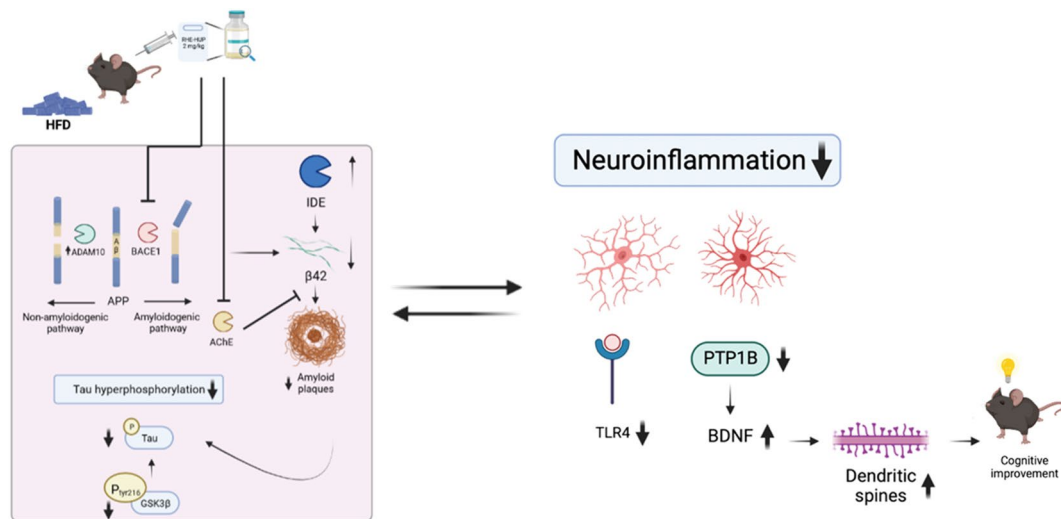 RHE-HUP
2 mg/kg
HFD
IDE
β42
ADAM10
Aβ
BACE1
APP
Non-amyloidogenic
pathway
Amyloidogenic
pathway
AChE
Amyloid
plaques
Tau hyperphosphorylation
P
Tau
Ptyr216
GSK3β
Neuroinflammation
TLR4
PTP1B
BDNF
Dendritic
spines
Cognitive
improvement